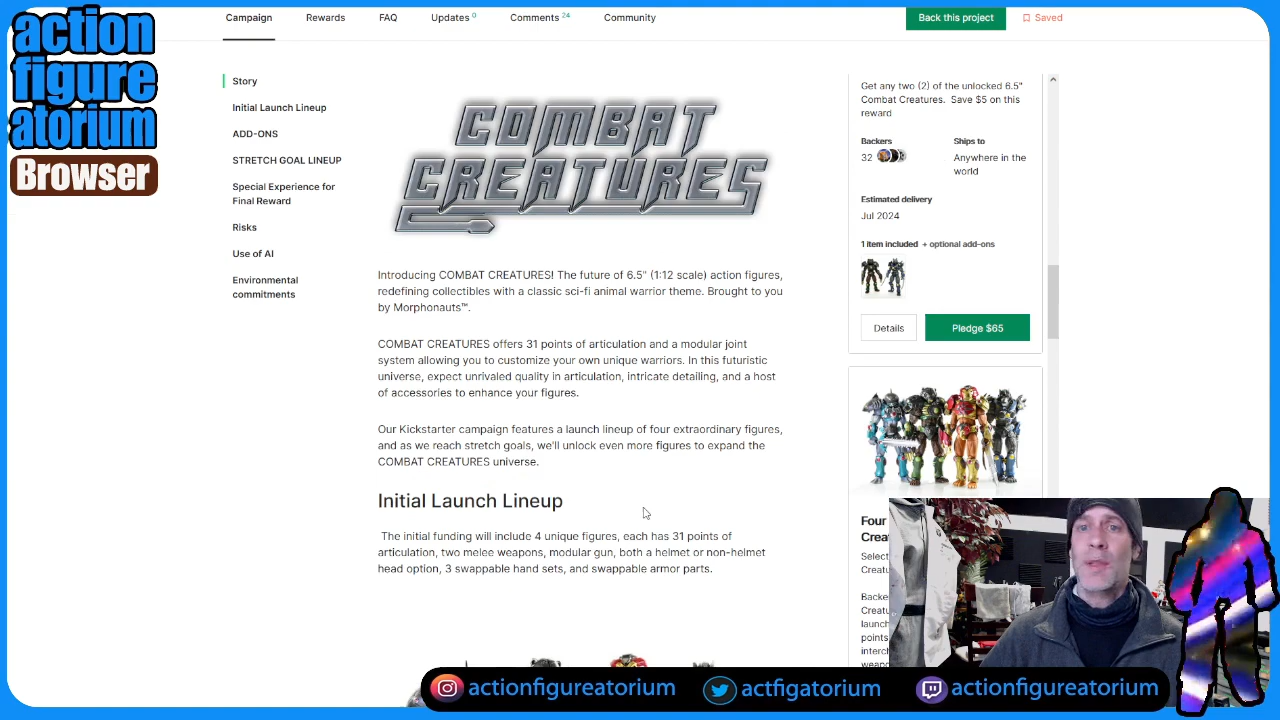 action
figure
atorium
Browser
Campaign
Rewards
FAQ
Updates 0
Comments 24
Community
Back this project
Saved
Story
Initial Launch Lineup
ADD-ONS
STRETCH GOAL LINEUP
Special Experience for
Final Reward
Risks
Use of AI
Environmental
commitments
COMBAT
CREATURES
Introducing COMBAT CREATURES! The future of 6.5" (1:12 scale) action figures,
redefining collectibles with a classic sci-fi animal warrior theme. Brought to you
by Morphonauts™.
COMBAT CREATURES offers 31 points of articulation and a modular joint
system allowing you to customize your own unique warriors. In this futuristic
universe, expect unrivaled quality in articulation, intricate detailing, and a host
of accessories to enhance your figures.
Our Kickstarter campaign features a launch lineup of four extraordinary figures,
and as we reach stretch goals, we'll unlock even more figures to expand the
COMBAT CREATURES universe.
Initial Launch Lineup
The initial funding will include 4 unique figures, each has 31 points of
articulation, two melee weapons, modular gun, both a helmet or non-helmet
head option, 3 swappable hand sets, and swappable armor parts.
Get any two (2) of the unlocked 6.5"
Combat Creatures. Save $5 on this
reward
Backers
32
Ships to
Anywhere in the
world
Estimated delivery
Jul 2024
1 item included + optional add-ons
Details
Pledge $65
Four
Crea
Selec
Creatu
Backe
Creatu
launch
points
interch
weap
actionfigureatorium
actfigatorium
actionfigureatorium